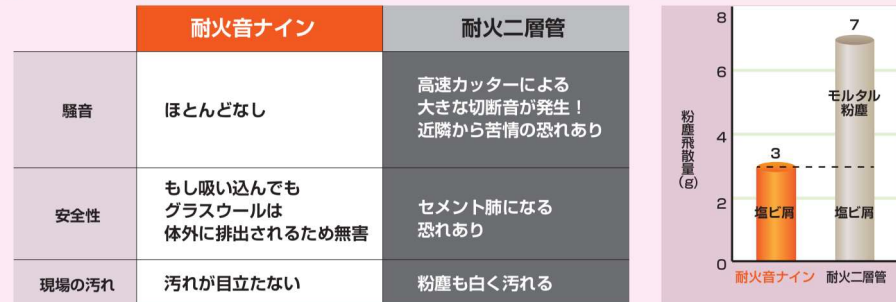 耐火音ナイン
耐火二層管
騒音
ほとんどなし
高速カッターによる
大きな切断音が発生！
近隣から苦情の恐れあり
安全性
もし吸い込んでも
グラスウールは
体外に排出されるため無害
セメント肺になる
恐れあり
現場の汚れ
汚れが目立たない
粉塵も白く汚れる
粉塵飛散量
(g)
8
6
4
2
0
7
モルタル
粉塵
3
塩ビ屑
塩ビ屑
耐火音ナイン
耐火二層管